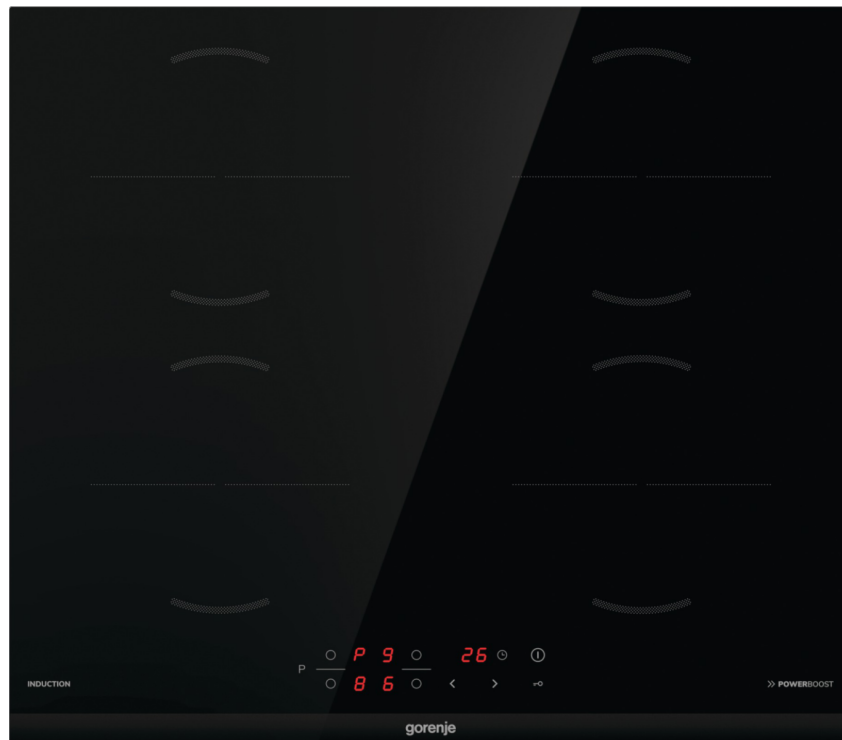 P 9 26
P
8 6
INDUCTION
POWERBOOST
gorenje